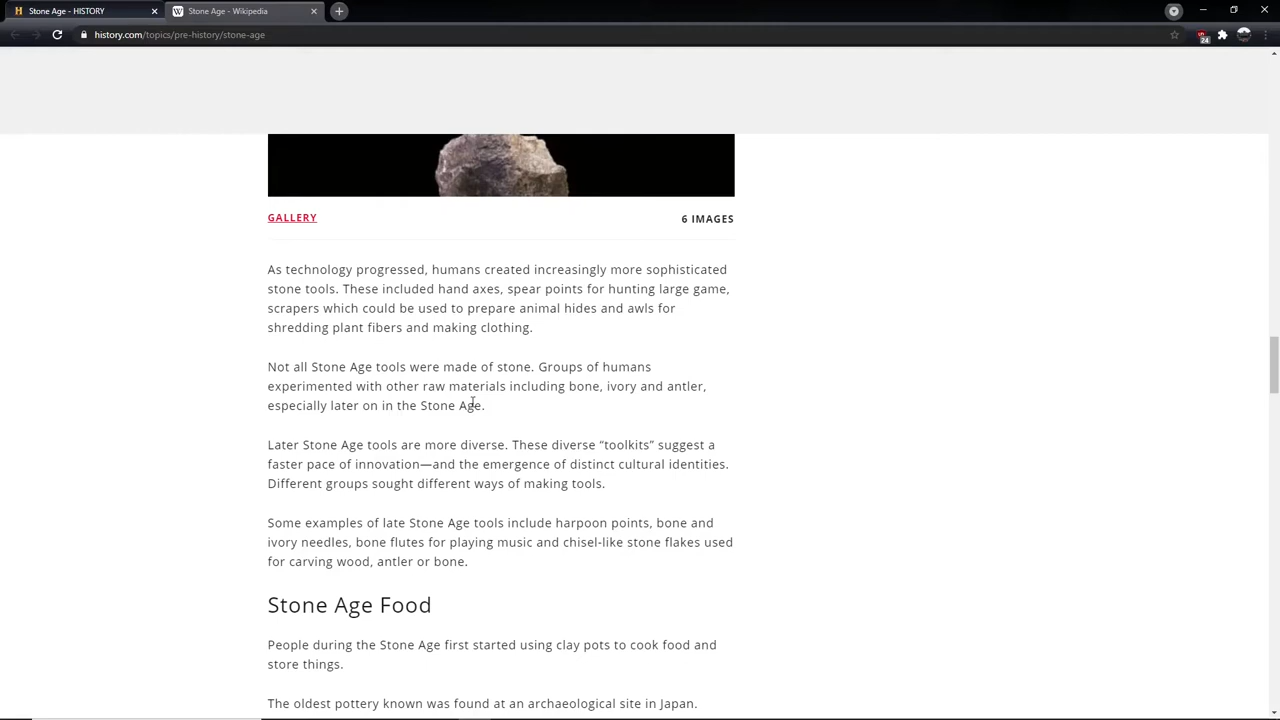 Stone Age - HISTORY
Stone Age - Wikipedia
history.com/topics/pre-history/stone-age
24
GALLERY
6 IMAGES
As technology progressed, humans created increasingly more sophisticated
stone tools. These included hand axes, spear points for hunting large game,
scrapers which could be used to prepare animal hides and awls for
shredding plant fibers and making clothing.
Not all Stone Age tools were made of stone. Groups of humans
experimented with other raw materials including bone, ivory and antler,
especially later on in the Stone Age.
Later Stone Age tools are more diverse. These diverse “toolkits” suggest a
faster pace of innovation—and the emergence of distinct cultural identities.
Different groups sought different ways of making tools.
Some examples of late Stone Age tools include harpoon points, bone and
ivory needles, bone flutes for playing music and chisel-like stone flakes used
for carving wood, antler or bone.
Stone Age Food
People during the Stone Age first started using clay pots to cook food and
store things.
The oldest pottery known was found at an archaeological site in Japan.